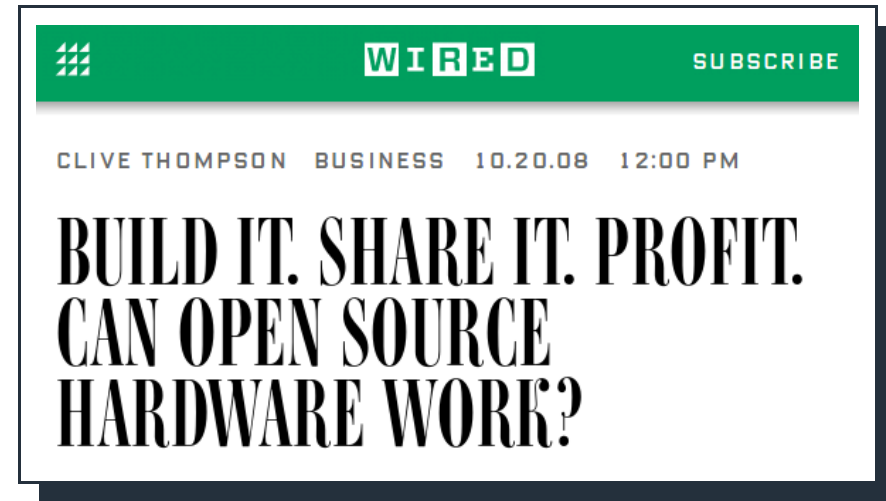 WIRED SUBSCRIBE
CLIVE THOMPSON BUSINESS 10.20.08 12:00 PM
BUILD IT. SHARE IT. PROFIT.
CAN OPEN SOURCE
HARDWARE WORK?